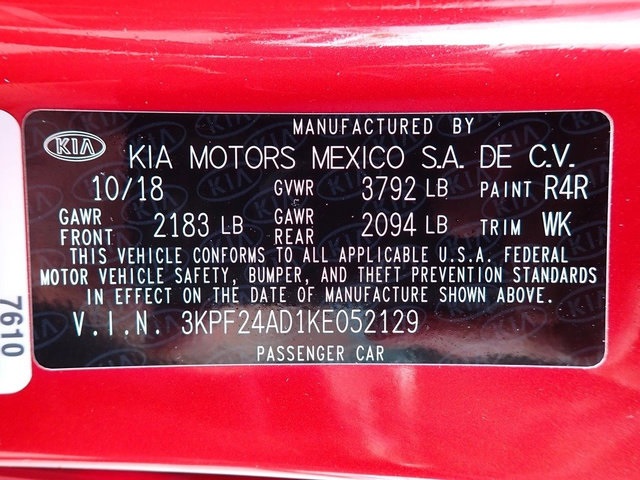 MANUFACTURED BY
KIA KIA MOTORS MEXICO S.A. DE C.V.
10/18 GVWR 3792 LB PAINT R4R
GAWR FRONT 2183 LB GAWR REAR 2094 LB TRIM WK
THIS VEHICLE CONFORMS TO ALL APPLICABLE U.S.A. FEDERAL
MOTOR VEHICLE SAFETY, BUMPER, AND THEFT PREVENTION STANDARDS
IN EFFECT ON THE DATE OF MANUFACTURE SHOWN ABOVE.
V.I.N. 3KPF24AD1KE052129
PASSENGER CAR
7610